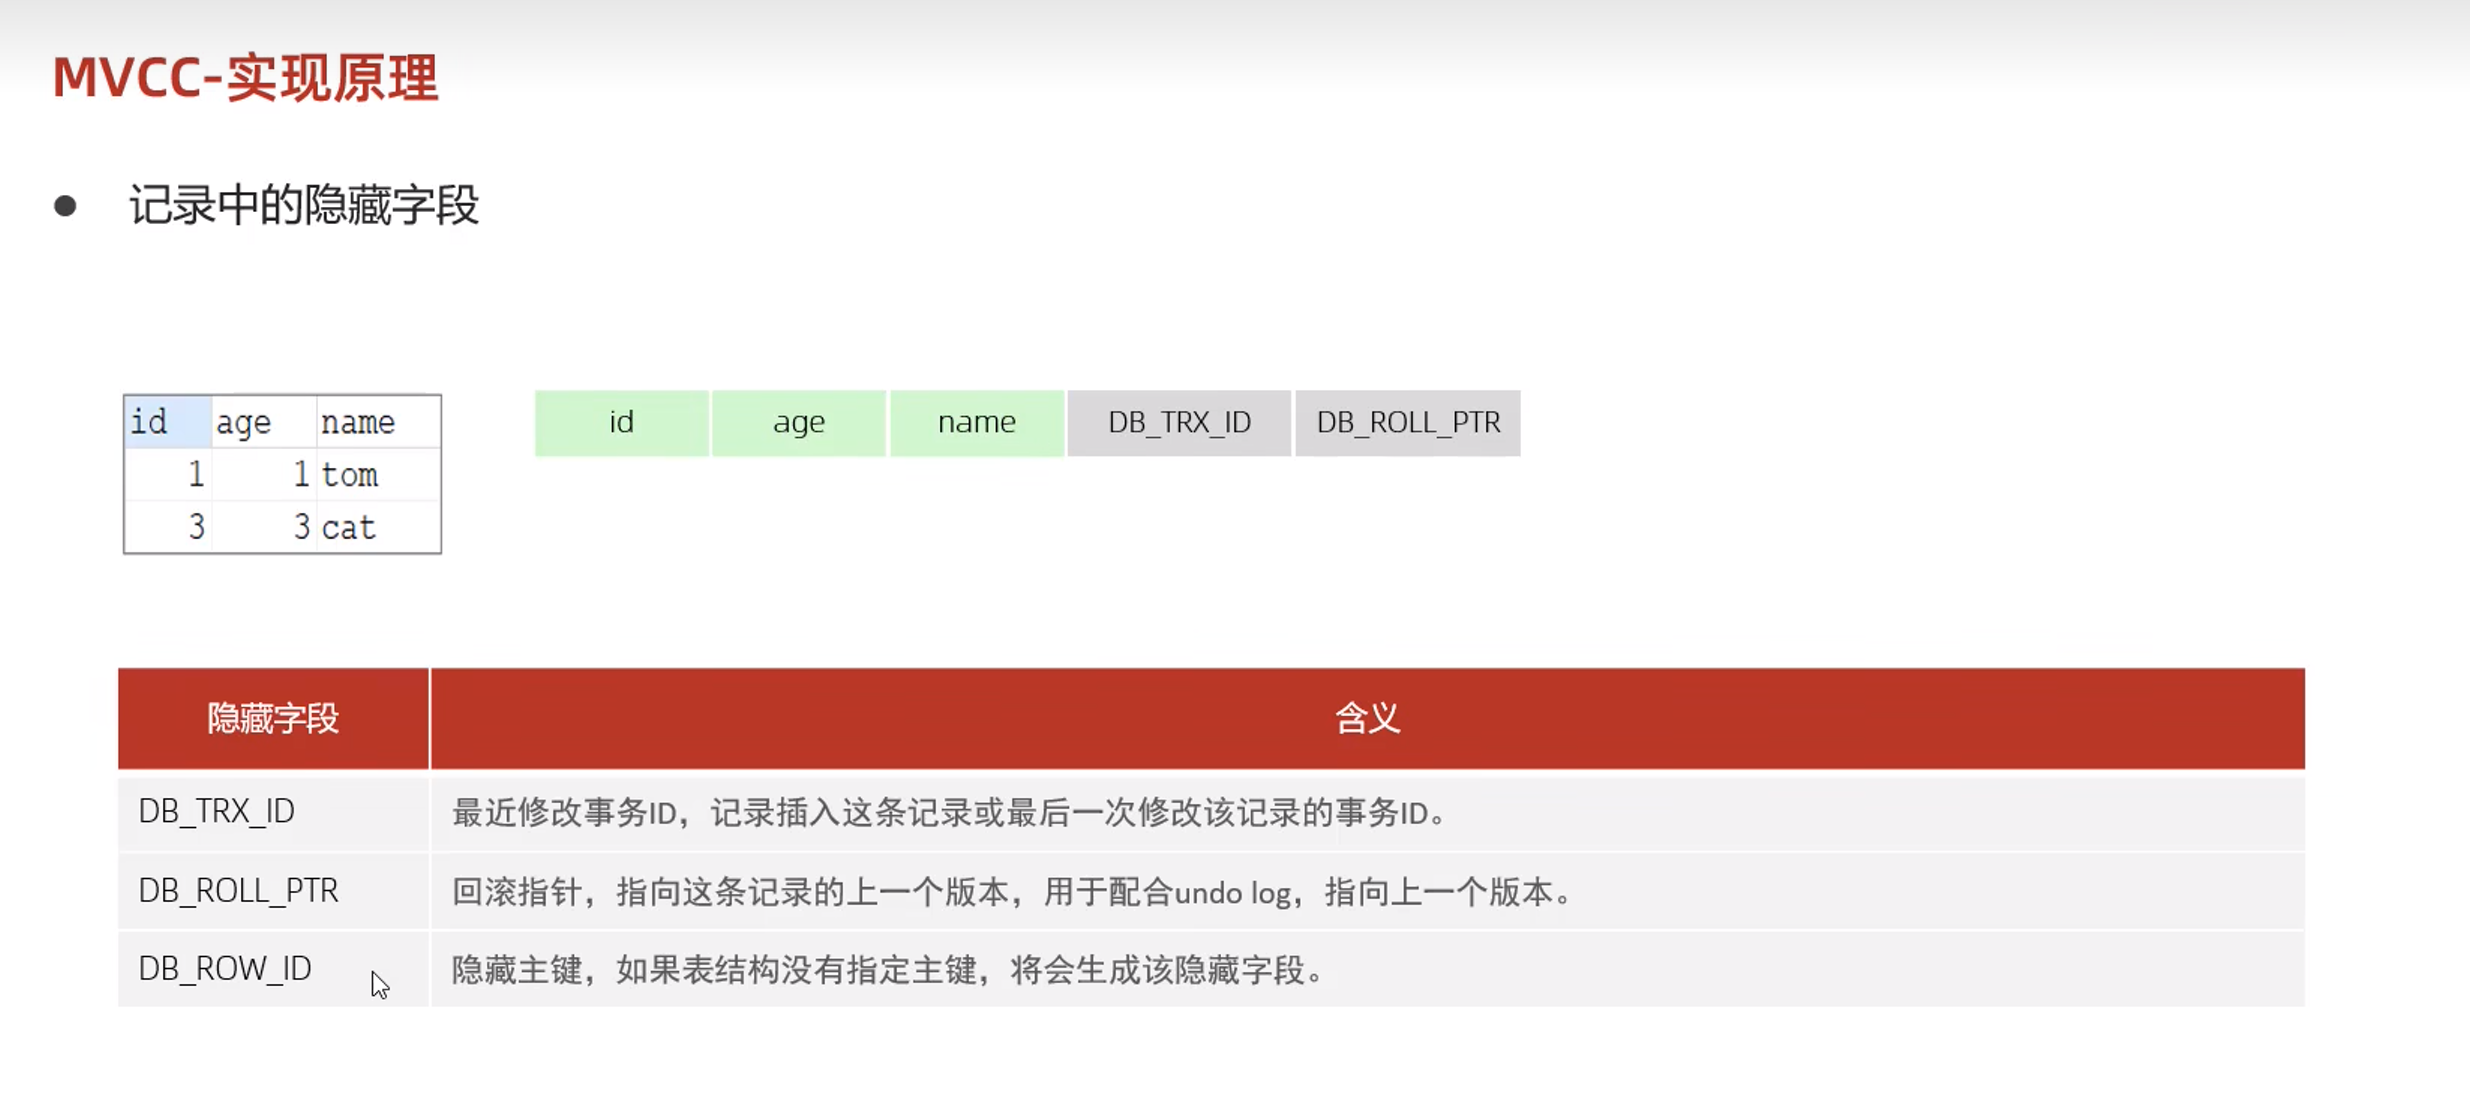 MVCC-实现原理
● 记录中的隐藏字段
id age name
1 1 tom
3 3 cat
id age name DB_TRX_ID DB_ROLL_PTR
隐藏字段 含义
DB_TRX_ID 最近修改事务ID，记录插入这条记录或最后一次修改该记录的事务ID。
DB_ROLL_PTR 回滚指针，指向这条记录的上一个版本，用于配合undo log，指向上一个版本。
DB_ROW_ID 隐藏主键，如果表结构没有指定主键，将会生成该隐藏字段。